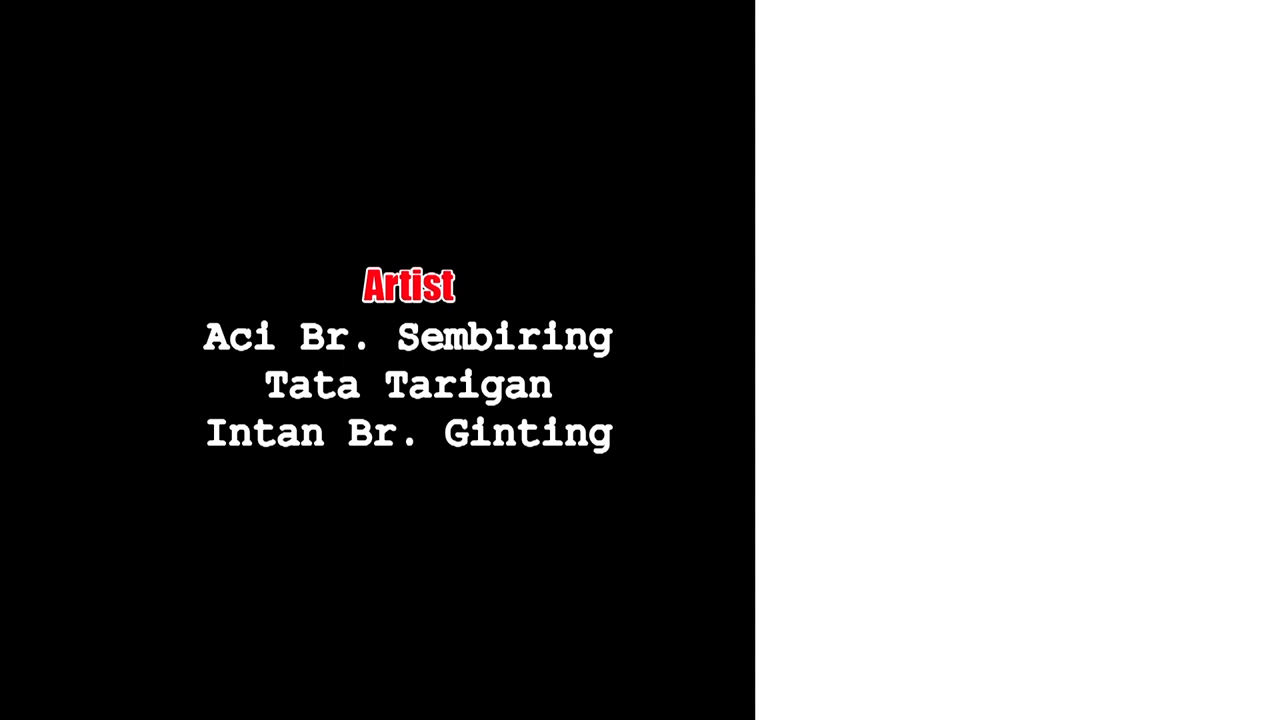 Artist
Aci Br. Sembiring
Tata Tarigan
Intan Br. Ginting